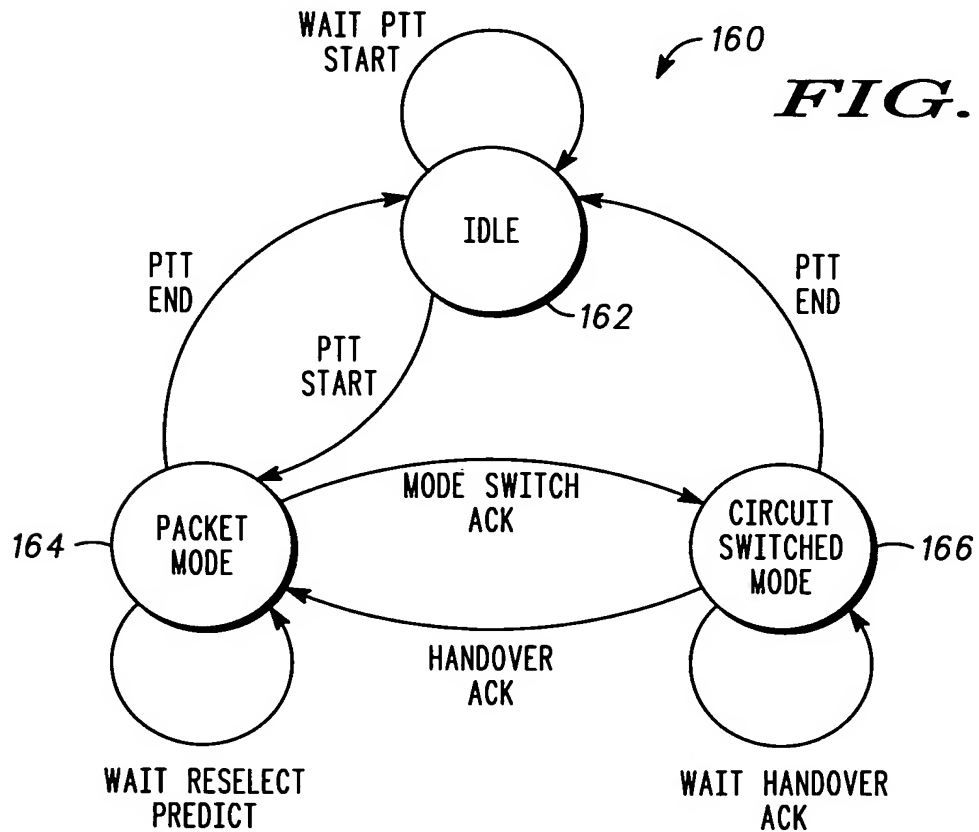 WAIT PTT
START
160
FIG.
IDLE
162
PTT
END
PTT
END
PTT
START
MODE SWITCH
ACK
164
PACKET
MODE
CIRCUIT
SWITCHED
MODE
166
HANDOVER
ACK
WAIT RESELECT
PREDICT
WAIT HANDOVER
ACK